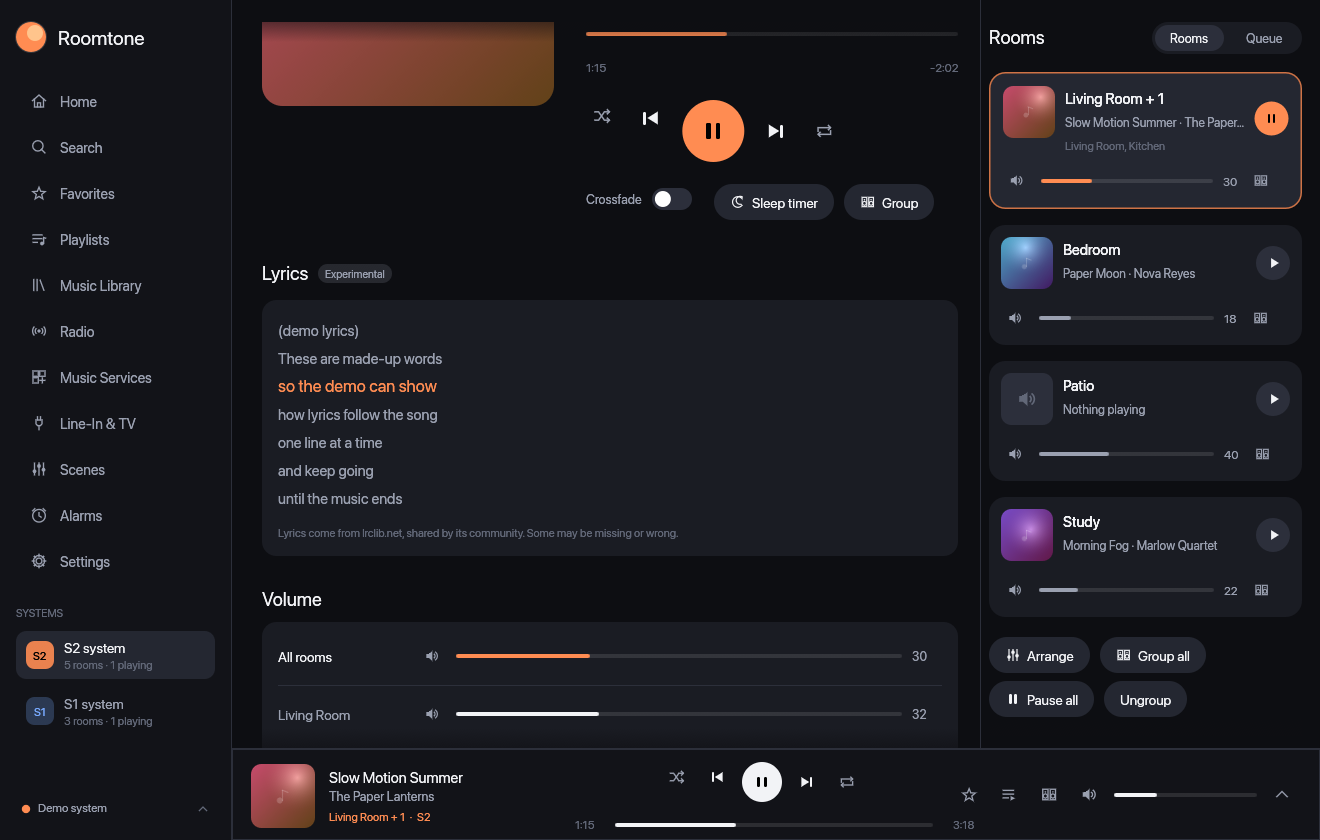 Roomtone
Home
Search
Favorites
Playlists
Music Library
Radio
Music Services
Line-In & TV
Scenes
Alarms
Settings
SYSTEMS
S2
S2 system
5 rooms · 1 playing
S1
S1 system
3 rooms · 1 playing
Demo system
1:15
-2:02
Crossfade
Sleep timer
Group
Lyrics
Experimental
(demo lyrics)
These are made-up words
so the demo can show
how lyrics follow the song
one line at a time
and keep going
until the music ends
Lyrics come from lrclib.net, shared by its community. Some may be missing or wrong.
Volume
All rooms
30
Living Room
32
Rooms
Rooms
Queue
Living Room + 1
Slow Motion Summer · The Paper...
Living Room, Kitchen
30
Bedroom
Paper Moon · Nova Reyes
18
Patio
Nothing playing
40
Study
Morning Fog · Marlow Quartet
22
Arrange
Group all
Pause all
Ungroup
Slow Motion Summer
The Paper Lanterns
Living Room + 1 · S2
1:15
3:18